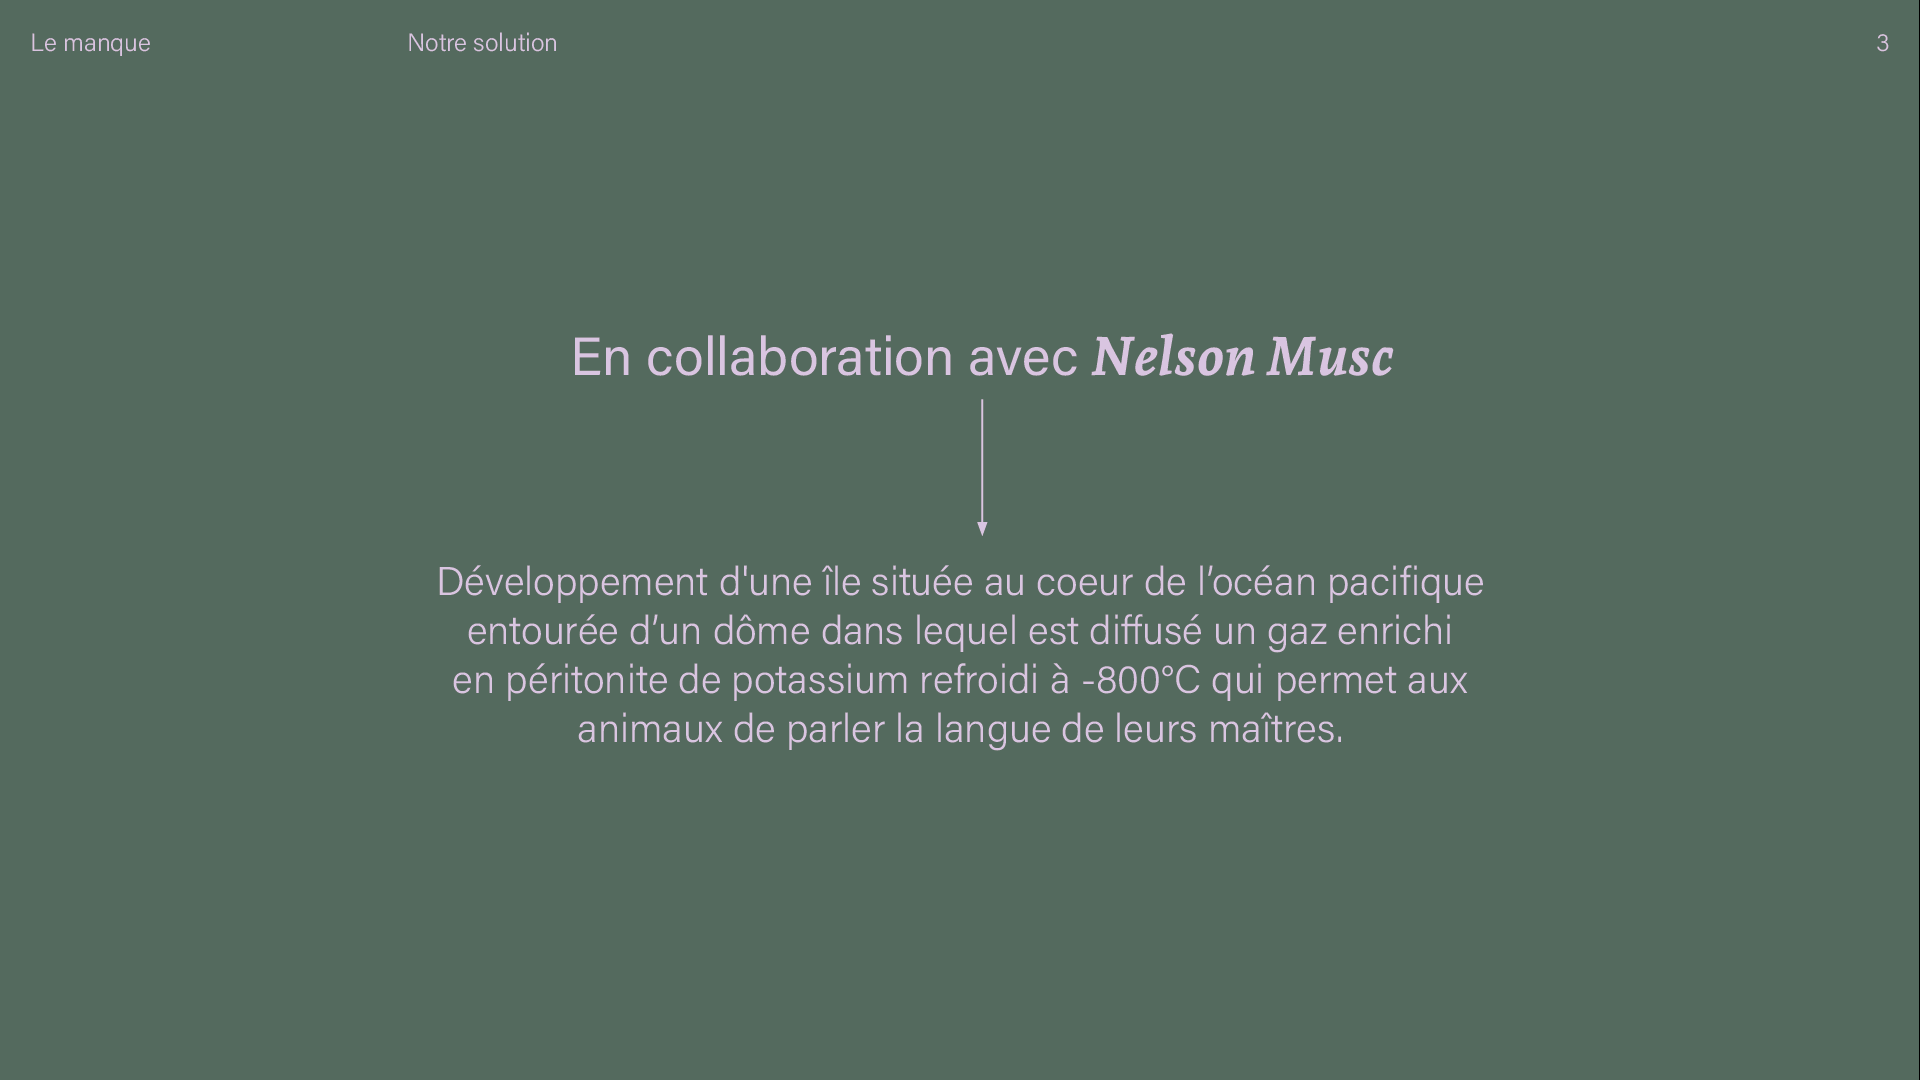 Le manque
Notre solution
3
En collaboration avec Nelson Musc
Développement d'une île située au coeur de l’océan pacifique
entourée d’un dôme dans lequel est diffusé un gaz enrichi
en péritonite de potassium refroidi à -800°C qui permet aux
animaux de parler la langue de leurs maîtres.